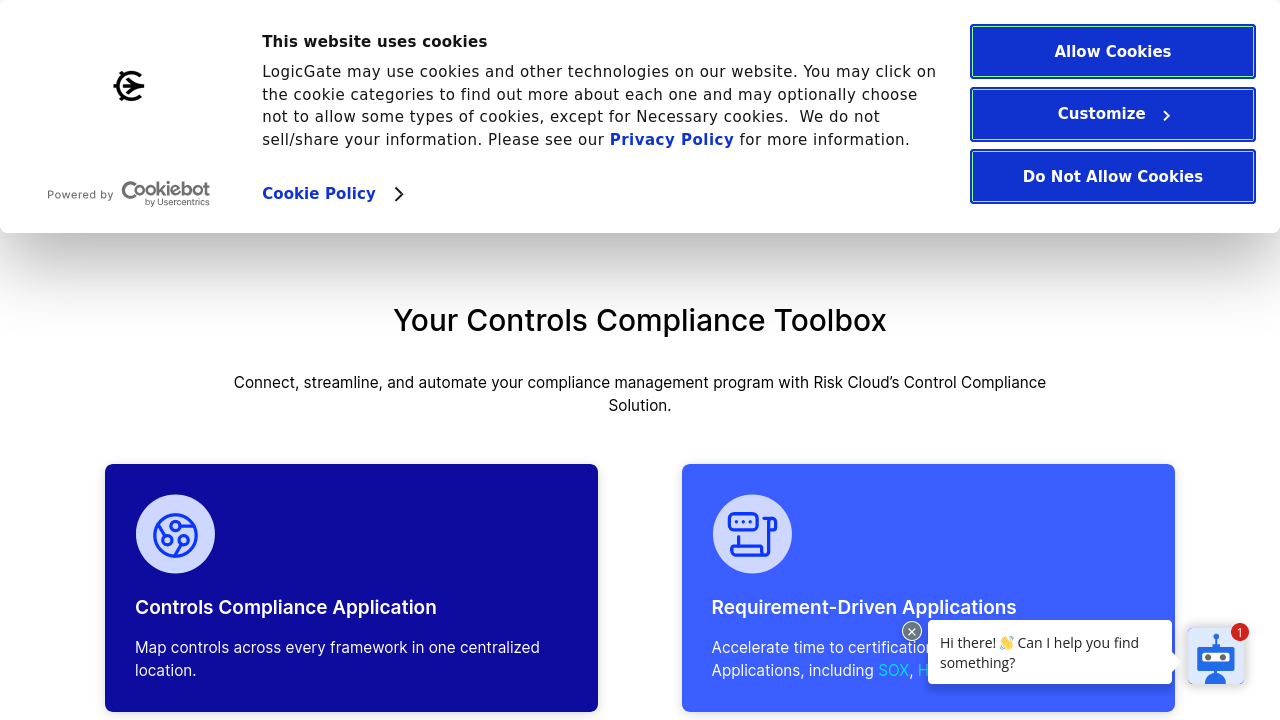 This website uses cookies
LogicGate may use cookies and other technologies on our website. You may click on
the cookie categories to find out more about each one and may optionally choose
not to allow some types of cookies, except for Necessary cookies.  We do not
sell/share your information. Please see our Privacy Policy for more information.
Powered by Cookiebot
by Usercentrics
Cookie Policy
Allow Cookies
Customize
Do Not Allow Cookies
Your Controls Compliance Toolbox
Connect, streamline, and automate your compliance management program with Risk Cloud’s Control Compliance
Solution.
Controls Compliance Application
Map controls across every framework in one centralized
location.
Requirement-Driven Applications
Accelerate time to certification
Applications, including SOX, H
Hi there! 👋 Can I help you find
something?
1